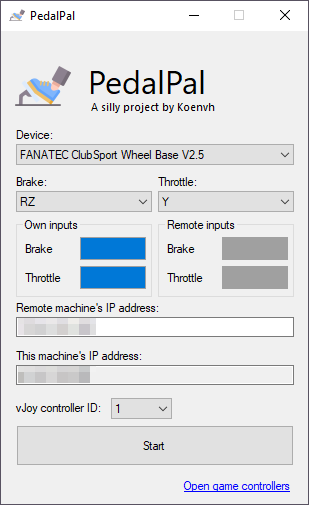 PedalPal
PedalPal
A silly project by Koenvh
Device:
FANATEC ClubSport Wheel Base V2.5
Brake: Throttle:
RZ Y
Own inputs Remote inputs
Brake Brake
Throttle Throttle
Remote machine's IP address:
This machine's IP address:
vJoy controller ID: 1
Start
Open game controllers